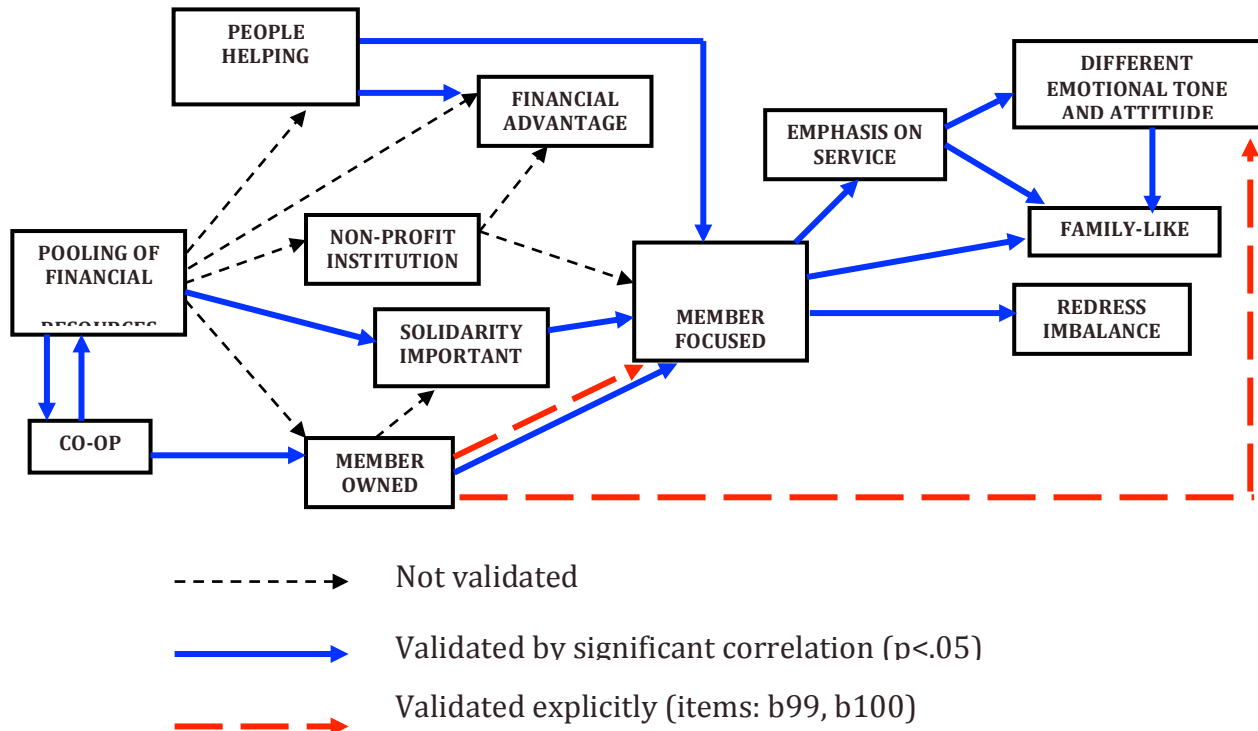 PEOPLE
HELPING
FINANCIAL
ADVANTAGE
DIFFERENT
EMOTIONAL TONE
AND ATTITUDE
EMPHASIS ON
SERVICE
FAMILY-LIKE
NON-PROFIT
INSTITUTION
POOLING OF
FINANCIAL
RESOURCES
SOLIDARITY
IMPORTANT
MEMBER
FOCUSED
REDRESS
IMBALANCE
CO-OP
MEMBER
OWNED
Not validated
Validated by significant correlation (p<.05)
Validated explicitly (items: b99, b100)